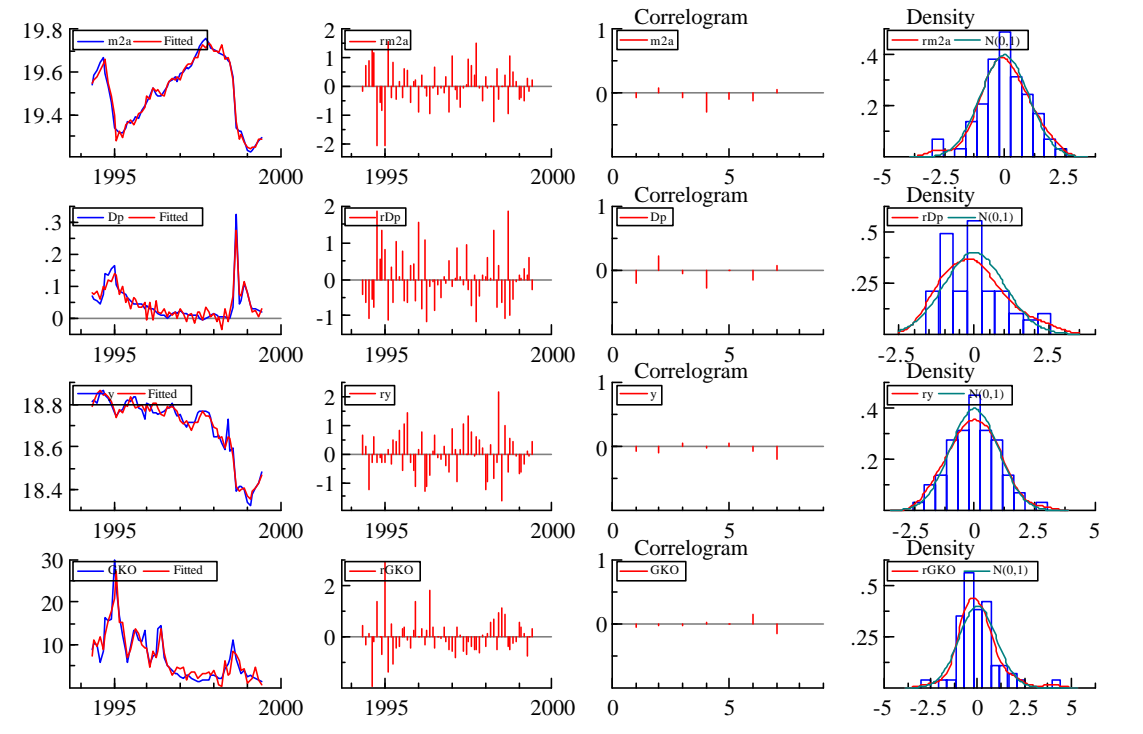 Correlogram Density
19.8 m2a Fitted 2 rm2a 1 m2a rm2a N(0,1)
19.6 1 .4
0 0
19.4 -1 .2
-2
1995 2000 1995 2000 0 5 -5 -2.5 0 2.5
Correlogram Density
.3 Dp Fitted 2 rDp 1 Dp rDp N(0,1)
.2 1 .5
.1 0 0 .25
0 -1
1995 2000 1995 2000 0 5 -2.5 0 2.5
Correlogram Density
18.8 y Fitted 2 ry 1 y ry N(0,1)
1 .4
18.6 0 0
18.4 -1 .2
1995 2000 1995 2000 0 5 -2.5 0 2.5 5
Correlogram Density
30 GKO Fitted rGKO 1 GKO rGKO N(0,1)
20 2 .5
10 0 0 .25
1995 2000 1995 2000 0 5 -5 -2.5 0 2.5 5